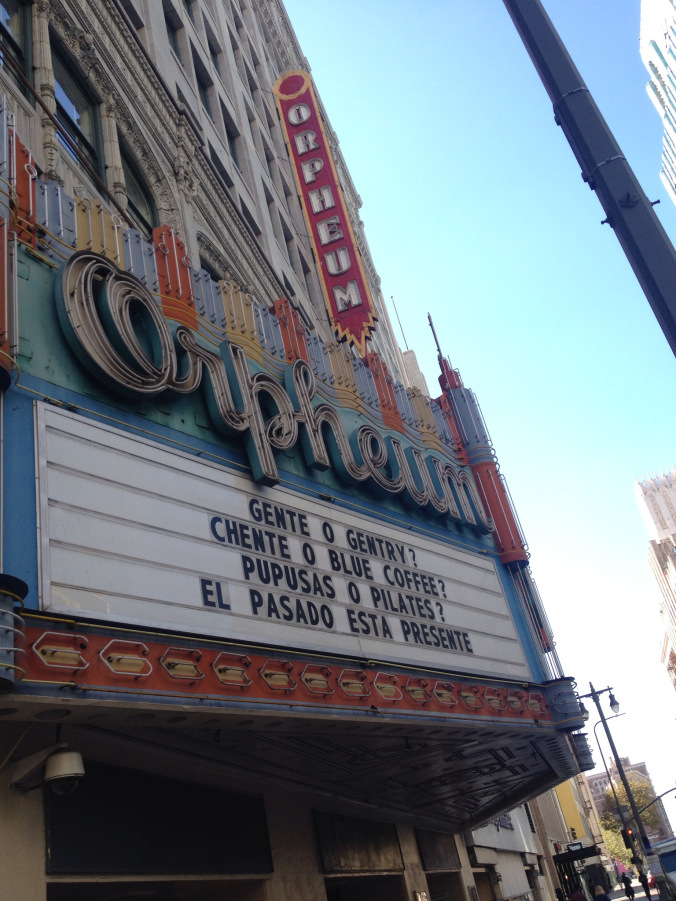 ORPHEUM
Orpheum
GENTE O GENTRY?
CHENTE O BLUE COFFEE?
PUPUSAS O PILATES?
EL PASADO ESTA PRESENTE